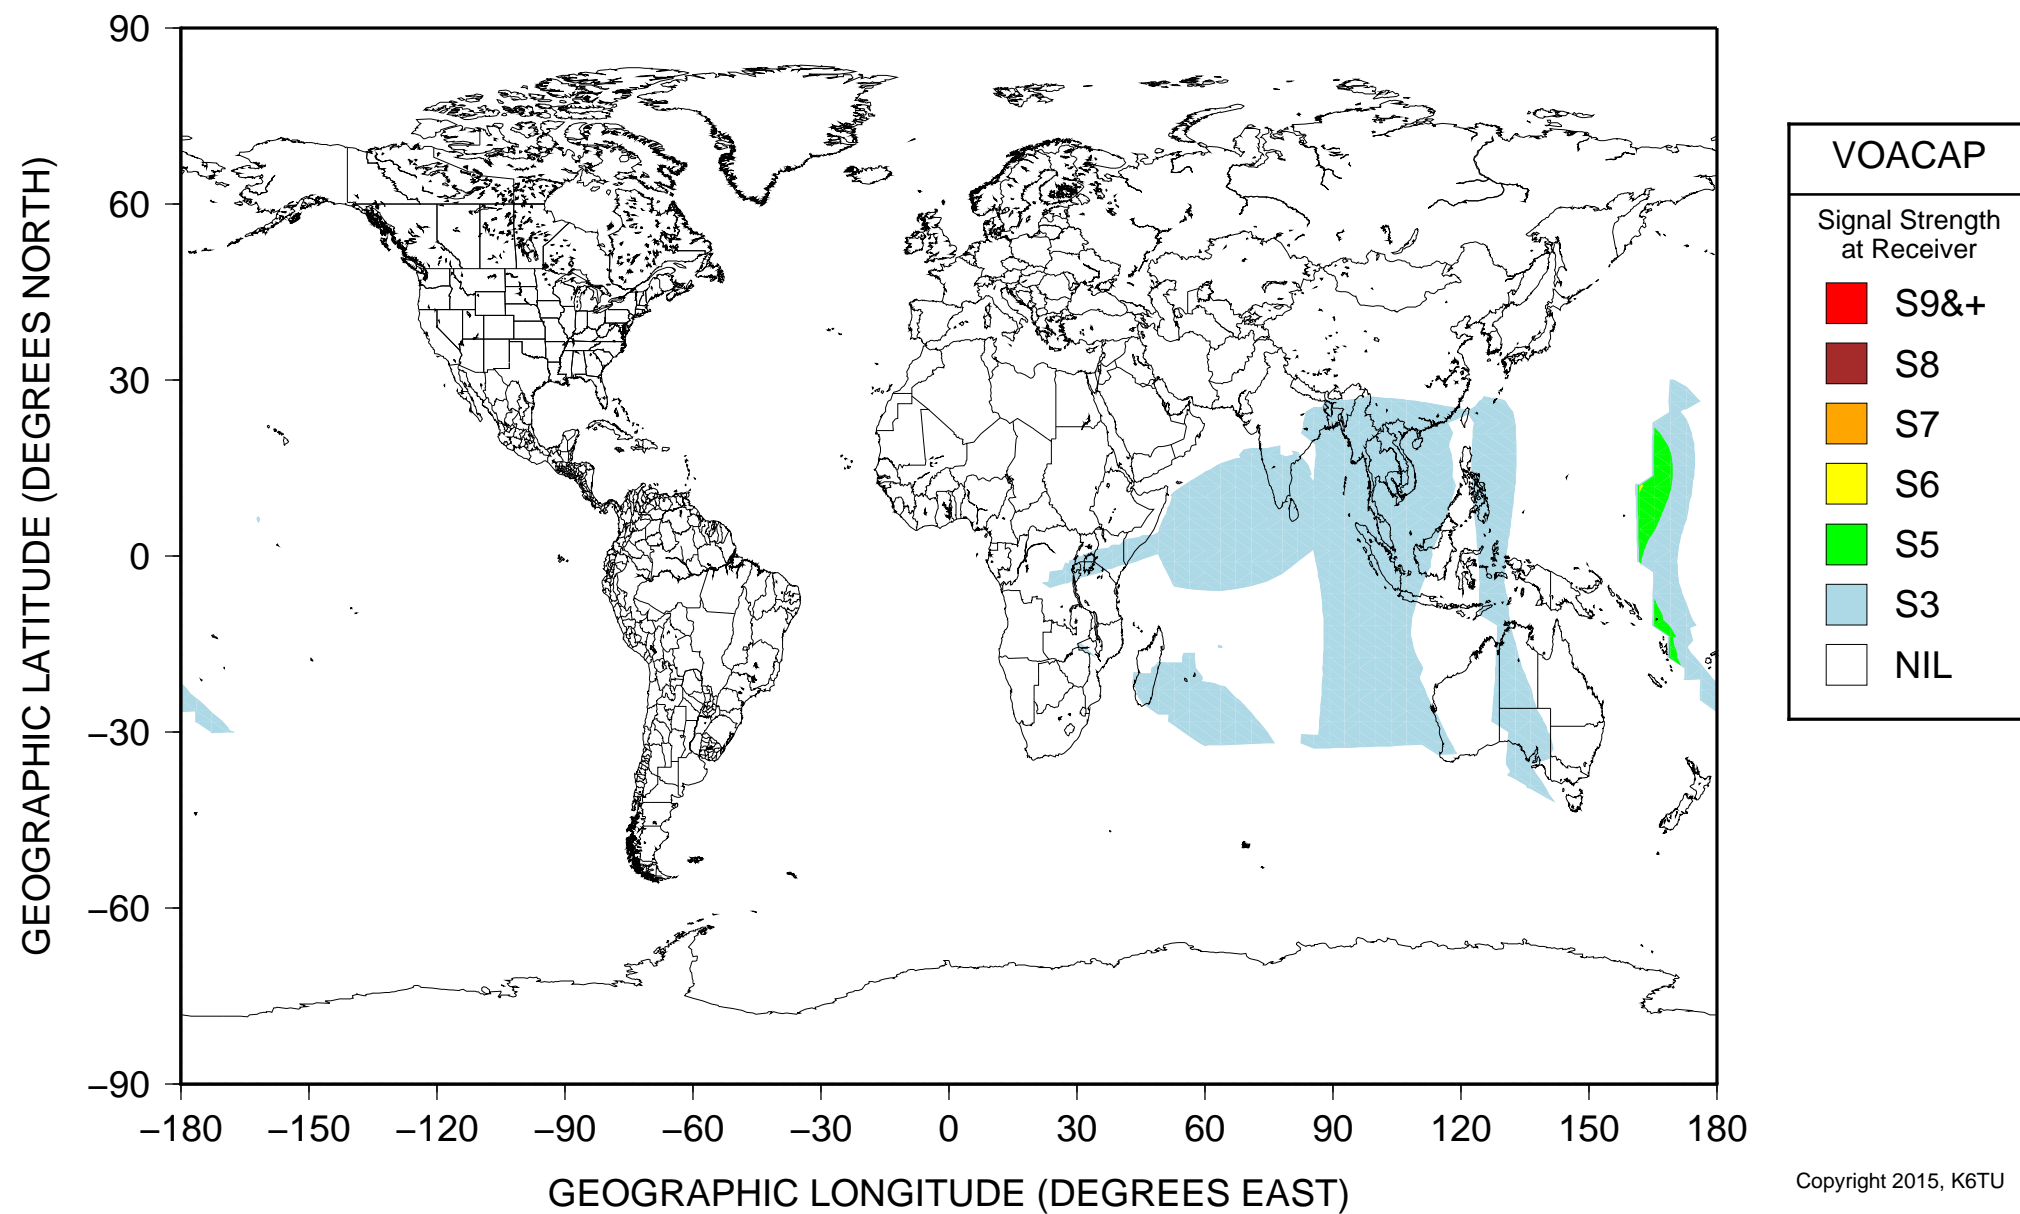 90
60
30
0
−30
−60
−90
−180 −150 −120 −90 −60 −30 0 30 60 90 120 150 180
GEOGRAPHIC LATITUDE (DEGREES NORTH)
GEOGRAPHIC LONGITUDE (DEGREES EAST)
VOACAP
Signal Strength
at Receiver
S9&+
S8
S7
S6
S5
S3
NIL
Copyright 2015, K6TU